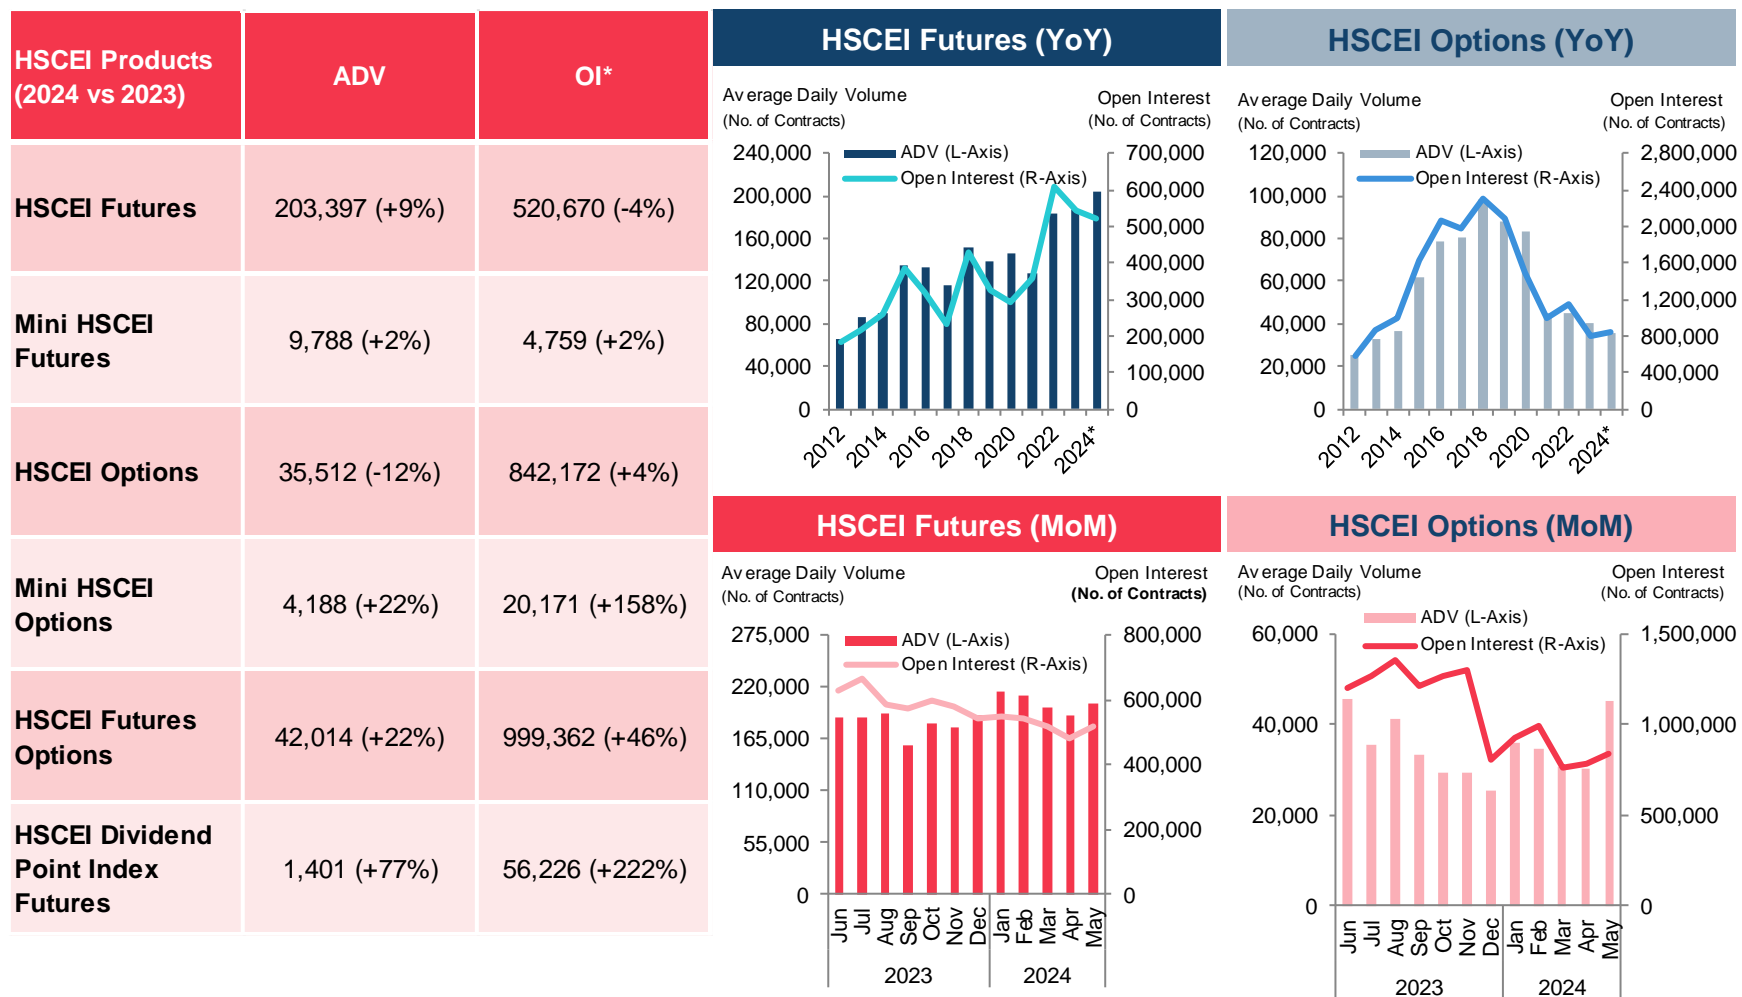 HSCEI Products
(2024 vs 2023)
ADV
OI*
HSCEI Futures
203,397 (+9%)
520,670 (-4%)
Mini HSCEI
Futures
9,788 (+2%)
4,759 (+2%)
HSCEI Options
35,512 (-12%)
842,172 (+4%)
Mini HSCEI
Options
4,188 (+22%)
20,171 (+158%)
HSCEI Futures
Options
42,014 (+22%)
999,362 (+46%)
HSCEI Dividend
Point Index
Futures
1,401 (+77%)
56,226 (+222%)
HSCEI Futures (YoY)
Average Daily Volume
(No. of Contracts)
Open Interest
(No. of Contracts)
ADV (L-Axis)
Open Interest (R-Axis)
240,000
200,000
160,000
120,000
80,000
40,000
0
700,000
600,000
500,000
400,000
300,000
200,000
100,000
0
2012
2014
2016
2018
2020
2022
2024*
HSCEI Options (YoY)
Average Daily Volume
(No. of Contracts)
Open Interest
(No. of Contracts)
ADV (L-Axis)
Open Interest (R-Axis)
120,000
100,000
80,000
60,000
40,000
20,000
0
2,800,000
2,400,000
2,000,000
1,600,000
1,200,000
800,000
400,000
0
2012
2014
2016
2018
2020
2022
2024*
HSCEI Futures (MoM)
Average Daily Volume
(No. of Contracts)
Open Interest
(No. of Contracts)
ADV (L-Axis)
Open Interest (R-Axis)
275,000
220,000
165,000
110,000
55,000
0
800,000
600,000
400,000
200,000
0
Jun
Jul
Aug
Sep
Oct
Nov
Dec
Jan
Feb
Mar
Apr
May
2023
2024
HSCEI Options (MoM)
Average Daily Volume
(No. of Contracts)
Open Interest
(No. of Contracts)
ADV (L-Axis)
Open Interest (R-Axis)
60,000
40,000
20,000
0
1,500,000
1,000,000
500,000
0
Jun
Jul
Aug
Sep
Oct
Nov
Dec
Jan
Feb
Mar
Apr
May
2023
2024